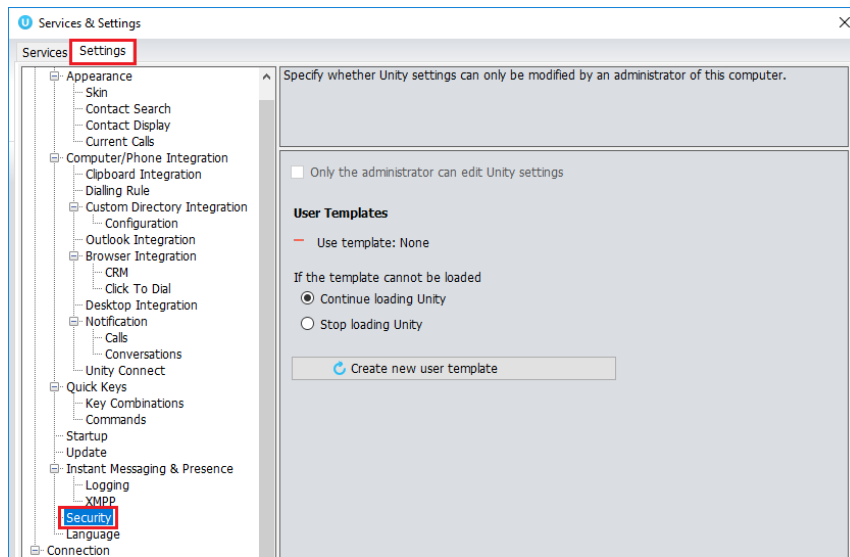 Services & Settings
Services
Settings
Appearance
Skin
Contact Search
Contact Display
Current Calls
Computer/Phone Integration
Clipboard Integration
Dialling Rule
Custom Directory Integration
Configuration
Outlook Integration
Browser Integration
CRM
Click To Dial
Desktop Integration
Notification
Calls
Conversations
Unity Connect
Quick Keys
Key Combinations
Commands
Startup
Update
Instant Messaging & Presence
Logging
XMPP
Security
Language
Connection
Specify whether Unity settings can only be modified by an administrator of this computer.
Only the administrator can edit Unity settings
User Templates
Use template: None
If the template cannot be loaded
Continue loading Unity
Stop loading Unity
Create new user template